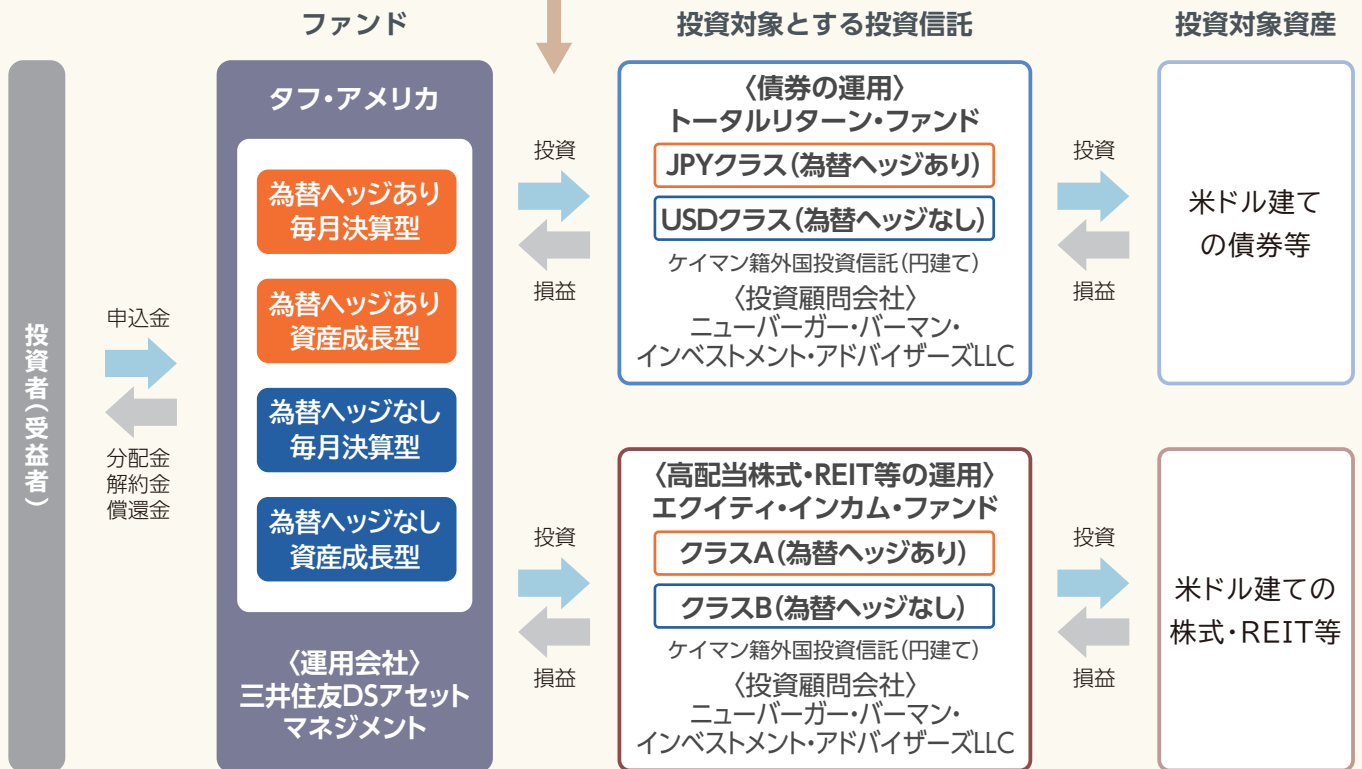 ファンド
投資対象とする投資信託
投資対象資産
投資者(受益者)
申込金
分配金
解約金
償還金
タフ・アメリカ
為替ヘッジあり
毎月決算型
為替ヘッジあり
資産成長型
為替ヘッジなし
毎月決算型
為替ヘッジなし
資産成長型
〈運用会社〉
三井住友DSアセット
マネジメント
投資
損益
〈債券の運用〉
トータルリターン・ファンド
JPYクラス(為替ヘッジあり)
USDクラス(為替ヘッジなし)
ケイマン籍外国投資信託(円建て)
〈投資顧問会社〉
ニューバーガー・バーマン・
インベストメント・アドバイザーズLLC
投資
損益
米ドル建て
の債券等
投資
損益
〈高配当株式・REIT等の運用〉
エクイティ・インカム・ファンド
クラスA(為替ヘッジあり)
クラスB(為替ヘッジなし)
ケイマン籍外国投資信託(円建て)
〈投資顧問会社〉
ニューバーガー・バーマン・
インベストメント・アドバイザーズLLC
投資
損益
米ドル建ての
株式・REIT等